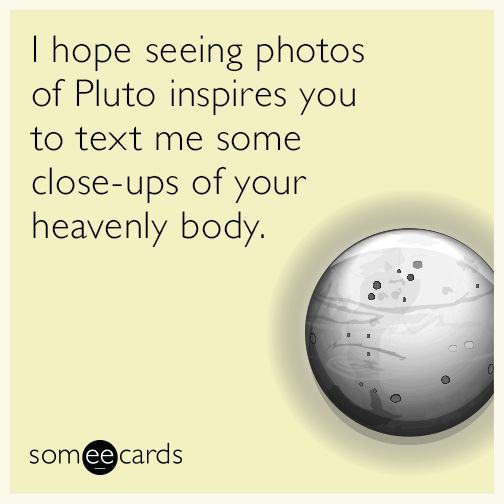 I hope seeing photos
of Pluto inspires you
to text me some
close-ups of your
heavenly body.
someecards